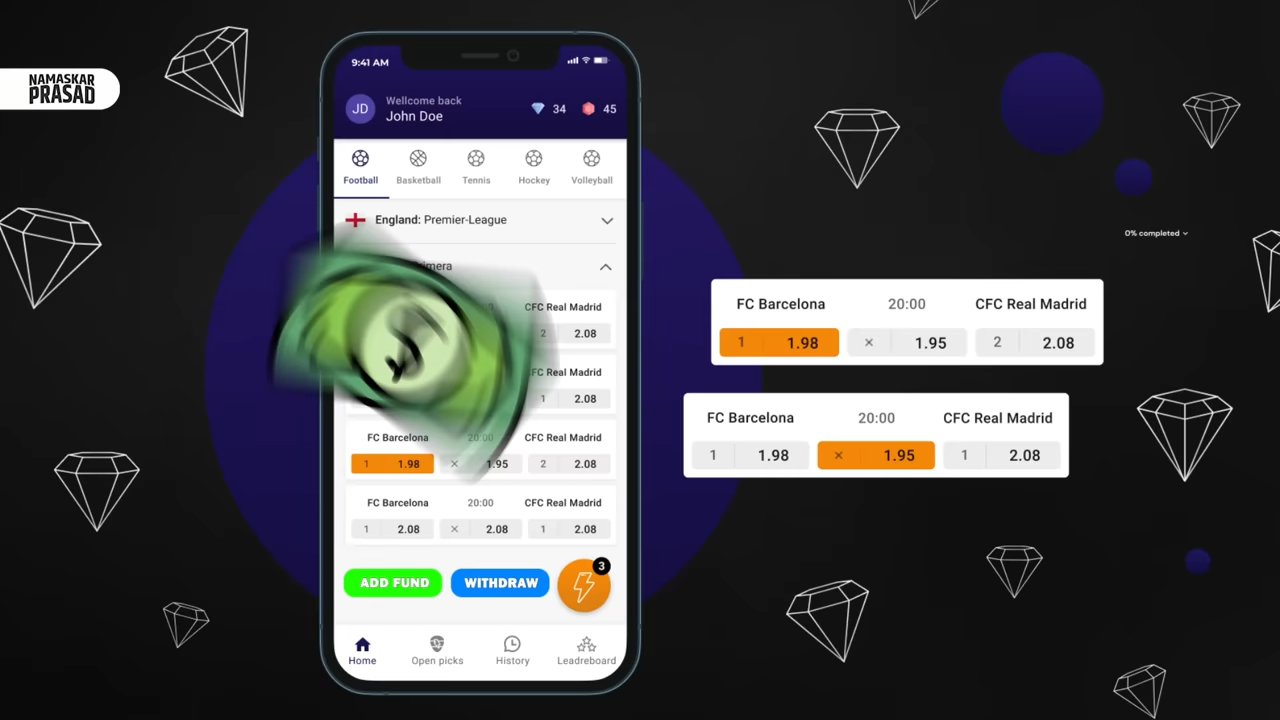 NAMASKAR
PRASAD
9:41 AM
JD
Wellcome back
John Doe
34
45
Football
Basketball
Tennis
Hockey
Volleyball
England: Premier-League
CFC Real Madrid
2 2.08
CFC Real Madrid
1 2.08
FC Barcelona 20:00 CFC Real Madrid
1 1.98 × 1.95 2 2.08
FC Barcelona 20:00 CFC Real Madrid
1 2.08 × 2.08 1 2.08
ADD FUND
WITHDRAW
3
Home
Open picks
History
Leadreboard
0% completed
FC Barcelona 20:00 CFC Real Madrid
1 1.98 × 1.95 2 2.08
FC Barcelona 20:00 CFC Real Madrid
1 1.98 × 1.95 1 2.08